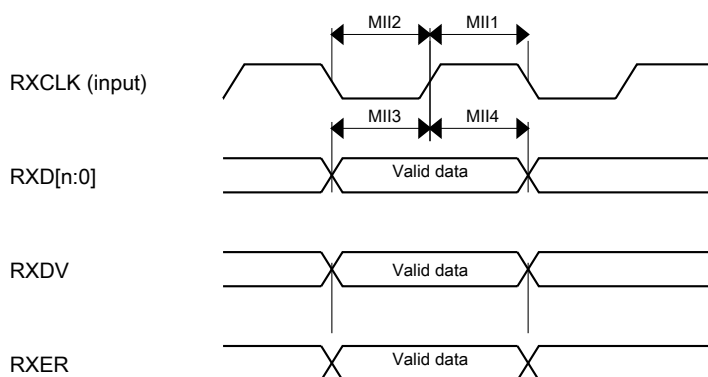 MII2 MII1
RXCLK (input)
MII3 MII4
RXD[n:0] Valid data
RXDV Valid data
RXER Valid data